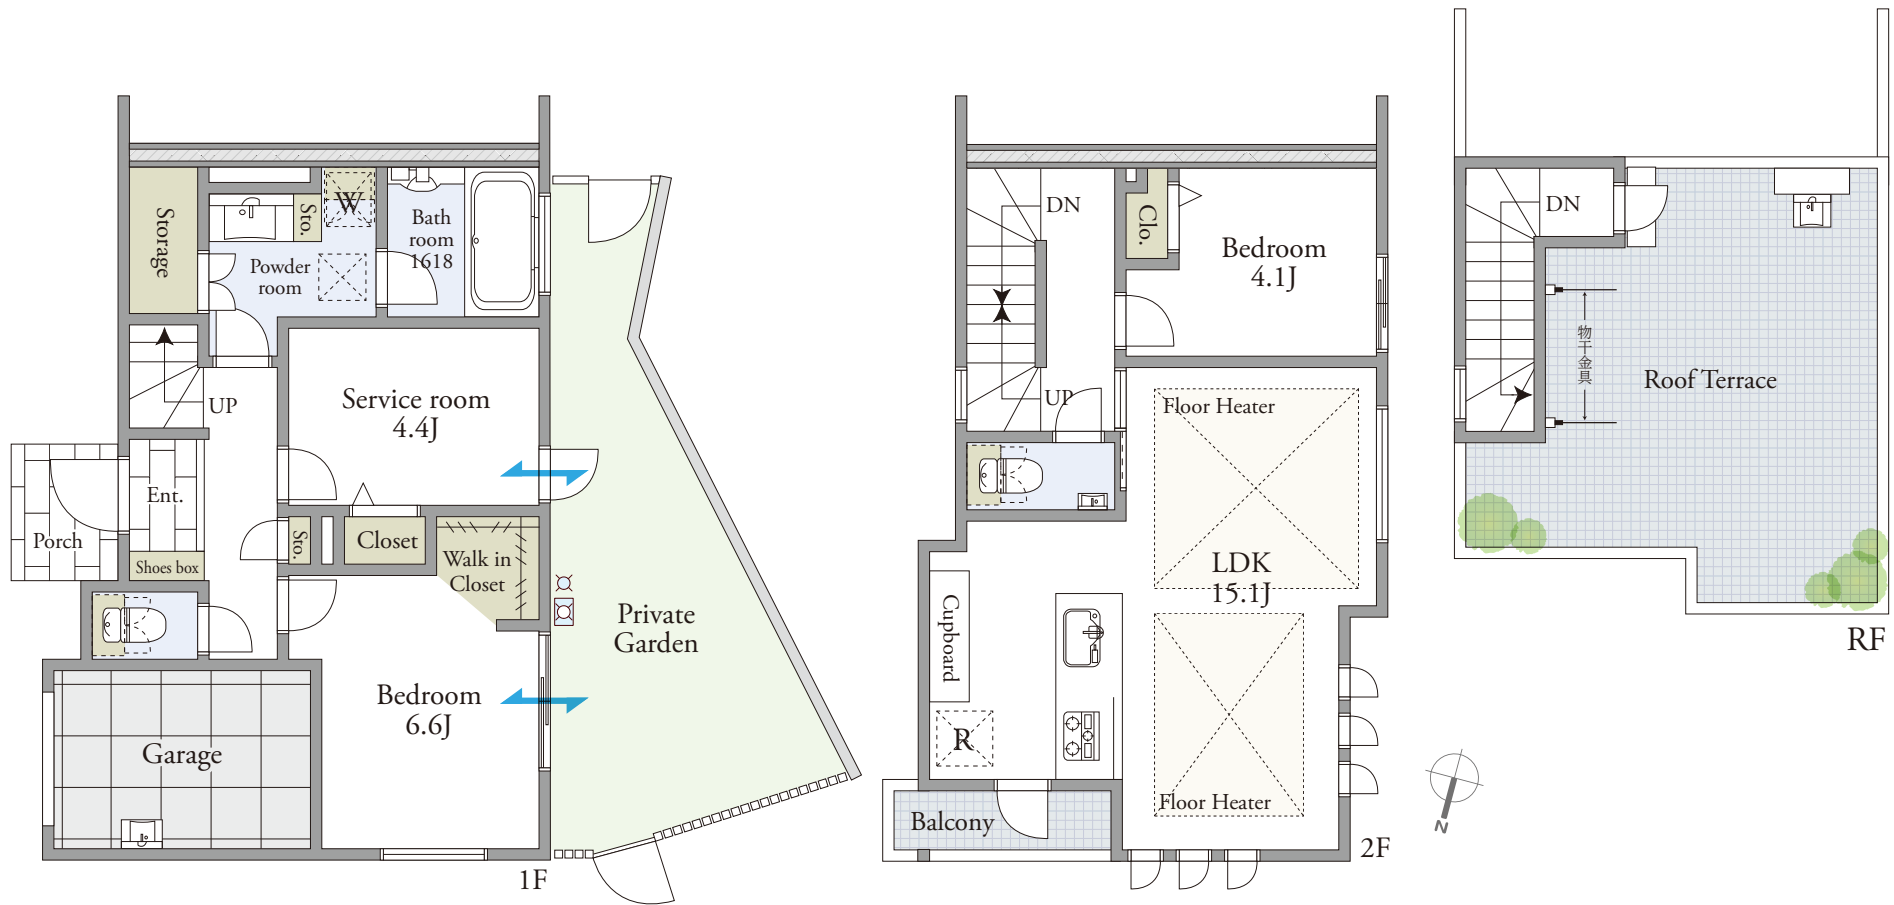 Storage
Sto.
W
Bath
room
1618
Powder
room
UP
Service room
4.4J
Ent.
Porch
Shoes box
Sto.
Closet
Walk in
Closet
Private
Garden
Bedroom
6.6J
Garage
1F
DN
Clo.
Bedroom
4.1J
UP
Floor Heater
LDK
15.1J
Cupboard
R
Floor Heater
Balcony
2F
DN
物干金具
Roof Terrace
RF
N